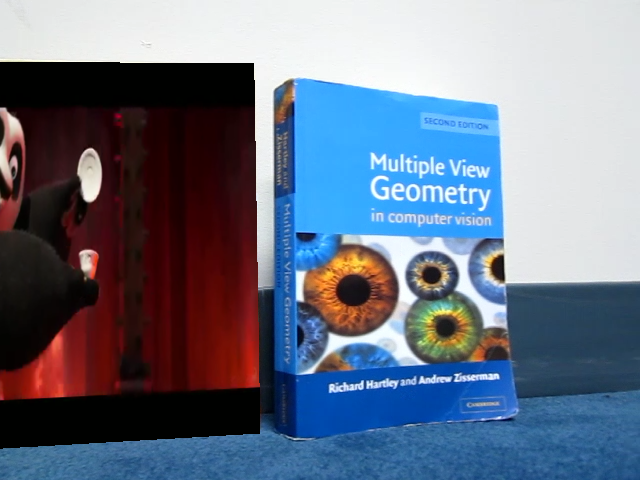 SECOND EDITION
Multiple View
Geometry
in computer vision
Richard Hartley and Andrew Zisserman
CAMBRIDGE
Hartley and
Zisserman
Multiple View Geometry